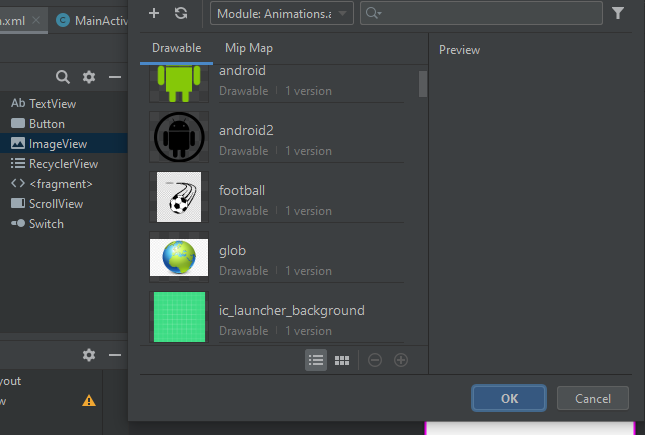 n.xml
MainActiv
Module: Animations.a
Drawable
Mip Map
Preview
android
Drawable | 1 version
android2
Drawable | 1 version
football
Drawable | 1 version
glob
Drawable | 1 version
ic_launcher_background
Drawable | 1 version
Ab TextView
Button
ImageView
RecyclerView
<fragment>
ScrollView
Switch
yout
w
OK
Cancel